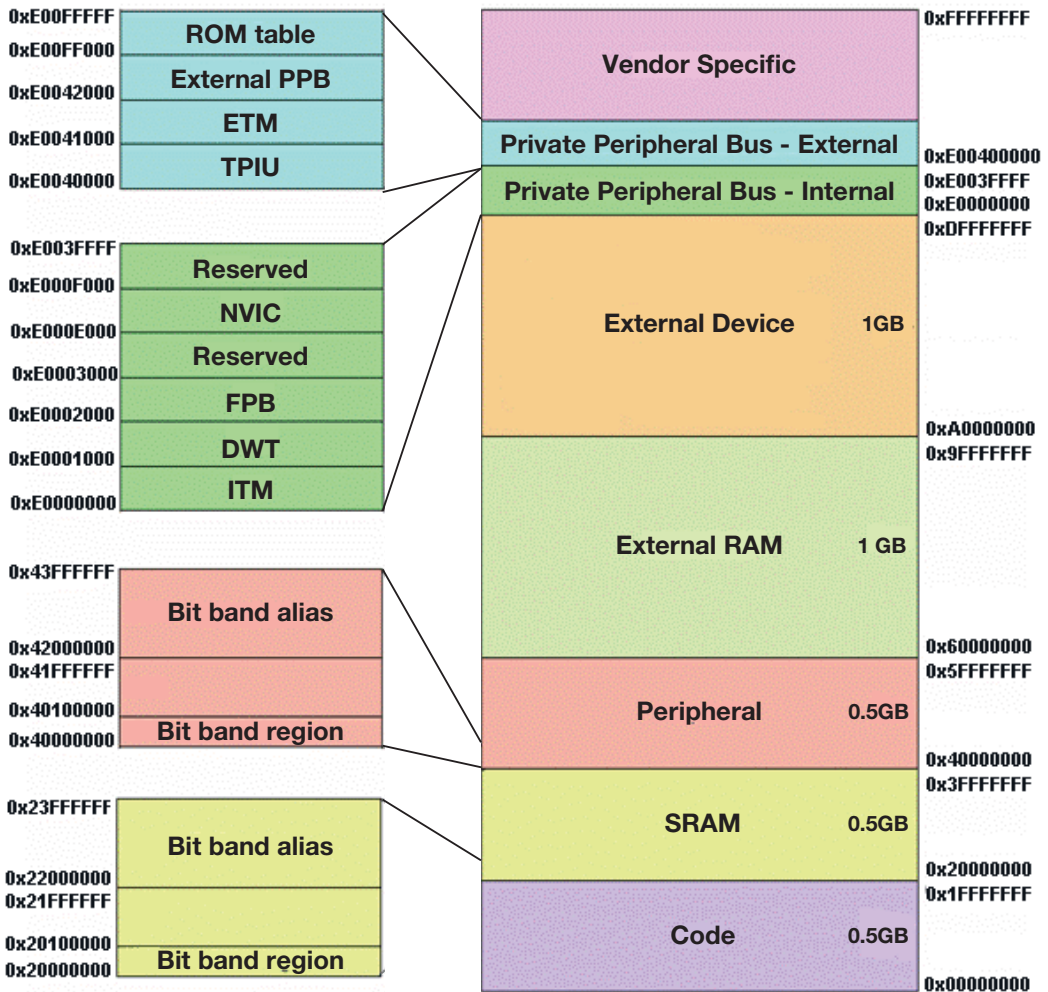 0xE00FFFFF
ROM table
0xE00FF000
External PPB
0xE0042000
ETM
0xE0041000
TPIU
0xE0040000
0xE003FFFF
Reserved
0xE000F000
NVIC
0xE000E000
Reserved
0xE0003000
FPB
0xE0002000
DWT
0xE0001000
ITM
0xE0000000
0x43FFFFFF
Bit band alias
0x42000000
0x41FFFFFF
0x40100000
Bit band region
0x40000000
0x23FFFFFF
Bit band alias
0x22000000
0x21FFFFFF
0x20100000
Bit band region
0x20000000
0xFFFFFFFF
Vendor Specific
Private Peripheral Bus - External
0xE00400000
0xE003FFFF
Private Peripheral Bus - Internal
0xE0000000
0xDFFFFFFF
External Device 1GB
0xA0000000
0x9FFFFFFF
External RAM 1 GB
0x60000000
0x5FFFFFFF
Peripheral 0.5GB
0x40000000
0x3FFFFFFF
SRAM 0.5GB
0x20000000
0x1FFFFFFF
Code 0.5GB
0x00000000